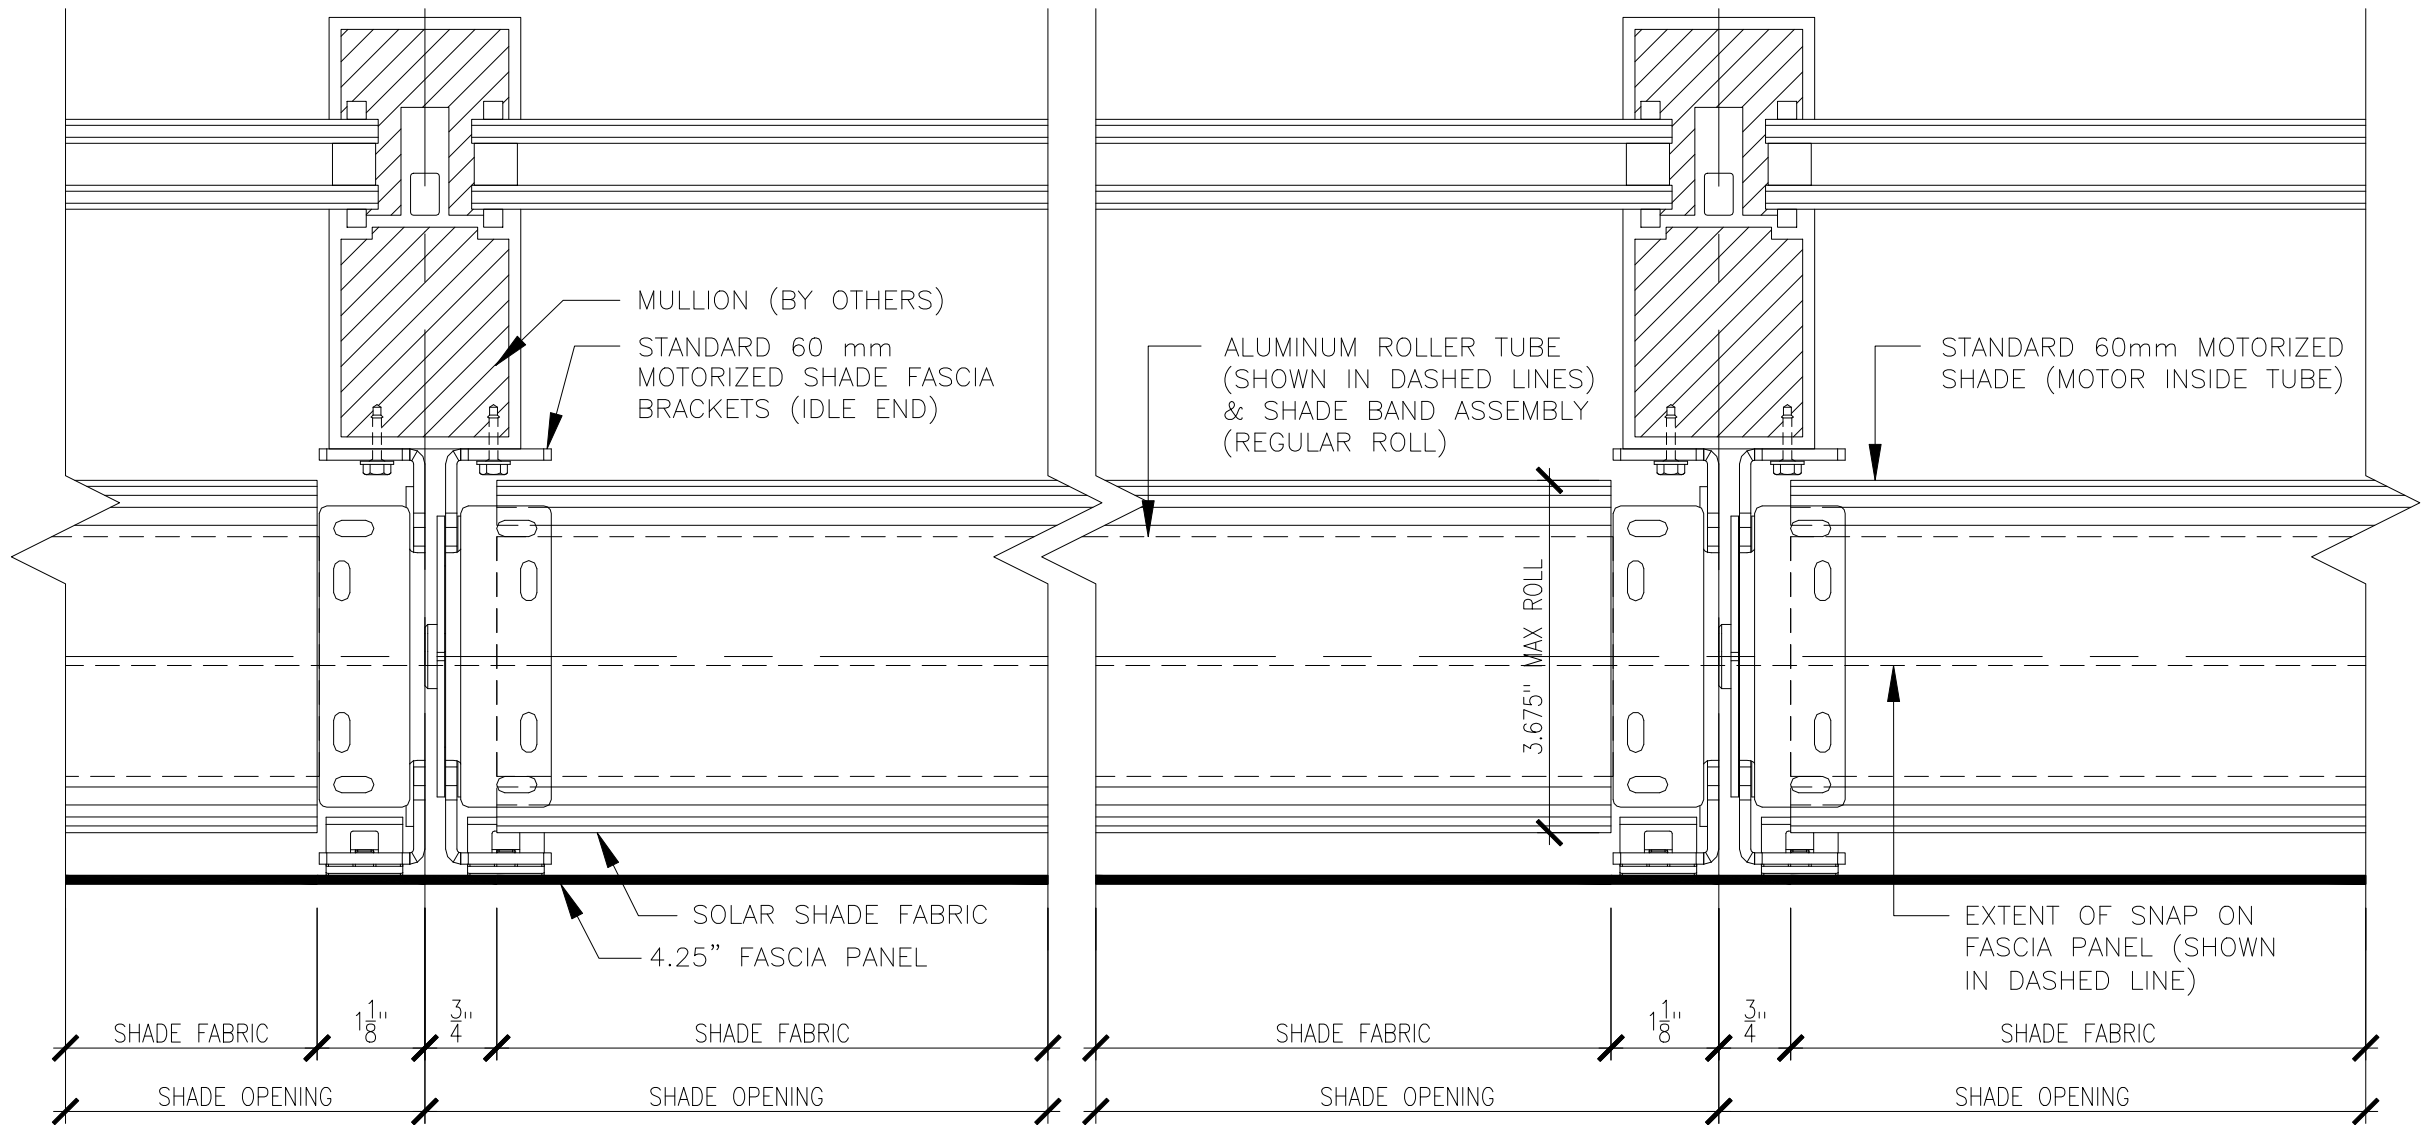 MULLION (BY OTHERS)
STANDARD 60 mm
MOTORIZED SHADE FASCIA
BRACKETS (IDLE END)
ALUMINUM ROLLER TUBE
(SHOWN IN DASHED LINES)
& SHADE BAND ASSEMBLY
(REGULAR ROLL)
STANDARD 60mm MOTORIZED
SHADE (MOTOR INSIDE TUBE)
3.675" MAX ROLL
SOLAR SHADE FABRIC
4.25” FASCIA PANEL
EXTENT OF SNAP ON
FASCIA PANEL (SHOWN
IN DASHED LINE)
SHADE FABRIC
1 1/8"
3/4"
SHADE FABRIC
SHADE FABRIC
1 1/8"
3/4"
SHADE FABRIC
SHADE OPENING
SHADE OPENING
SHADE OPENING
SHADE OPENING